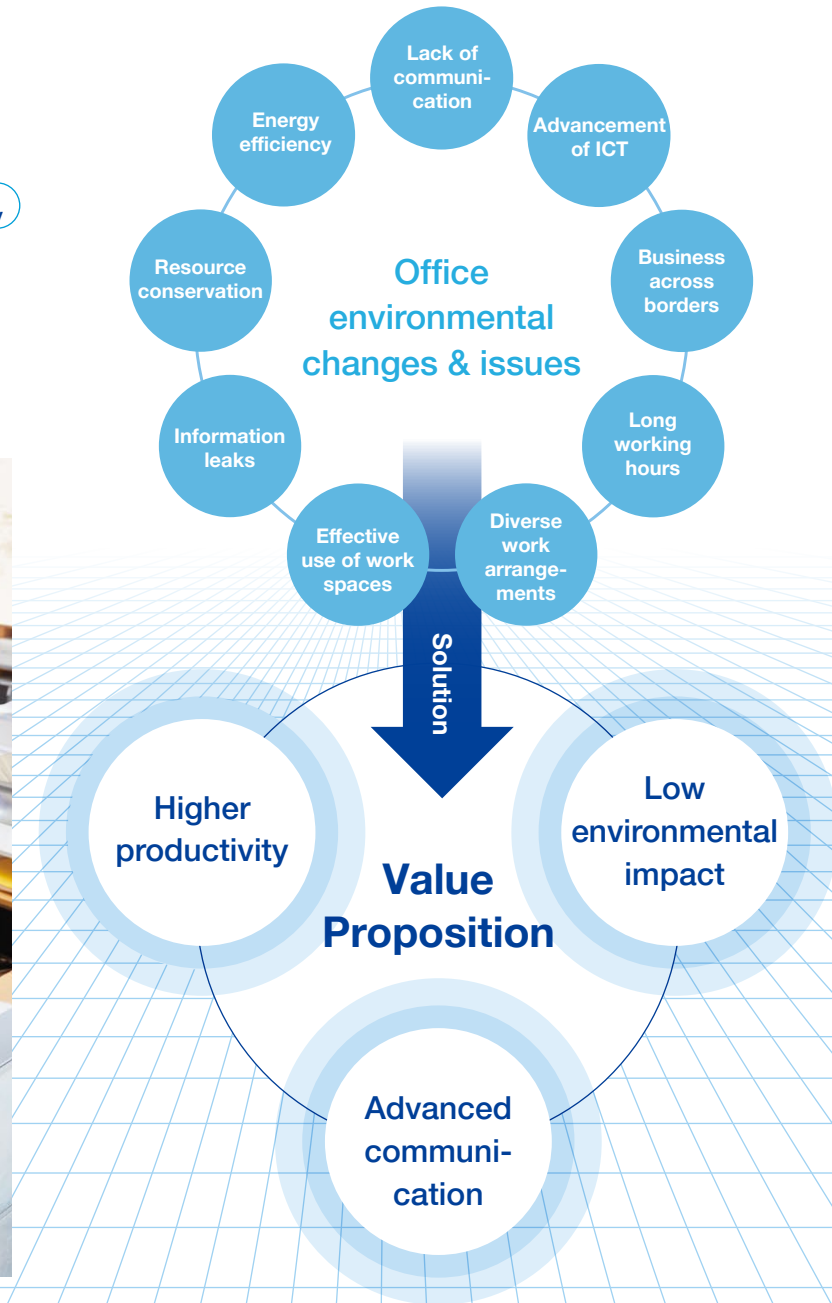 Lack of
communi-
cation
Advancement
of ICT
Business
across
borders
Long
working
hours
Diverse
work
arrange-
ments
Effective
use of work
spaces
Information
leaks
Resource
conservation
Energy
efficiency
Office
environmental
changes & issues
Solution
Value
Proposition
Higher
productivity
Low
environmental
impact
Advanced
communi-
cation